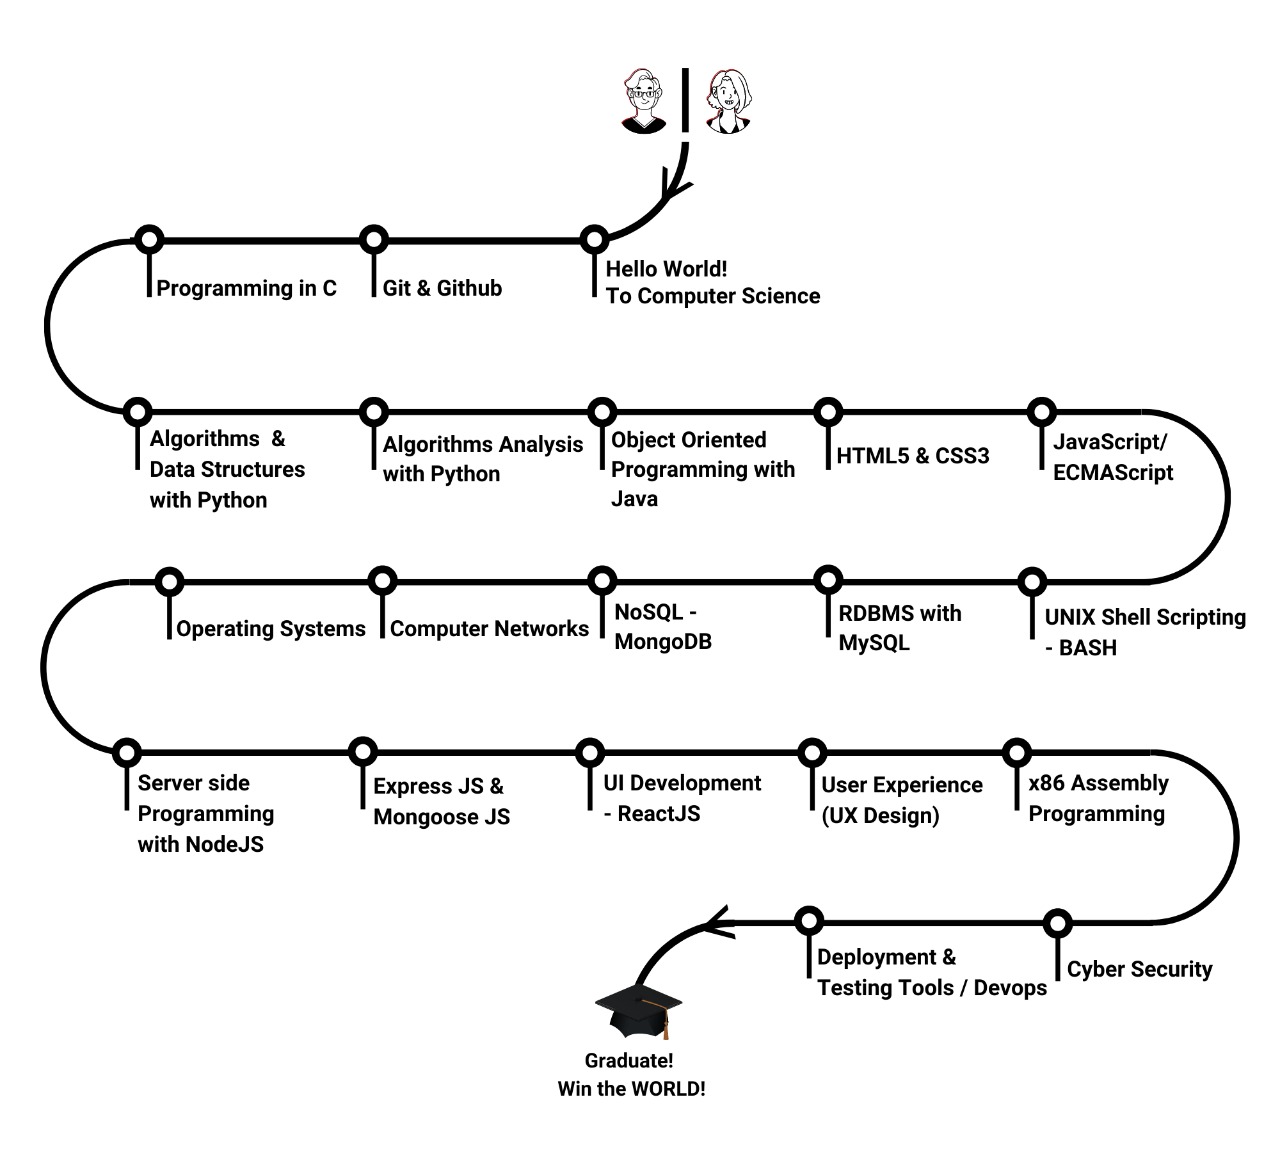 Hello World!
To Computer Science
Git & Github
Programming in C
Algorithms  &
Data Structures
with Python
Algorithms Analysis
with Python
Object Oriented
Programming with
Java
HTML5 & CSS3
JavaScript/
ECMAScript
UNIX Shell Scripting
- BASH
RDBMS with
MySQL
NoSQL -
MongoDB
Computer Networks
Operating Systems
Server side
Programming
with NodeJS
Express JS &
Mongoose JS
UI Development
- ReactJS
User Experience
(UX Design)
x86 Assembly
Programming
Cyber Security
Deployment &
Testing Tools / Devops
Graduate!
Win the WORLD!